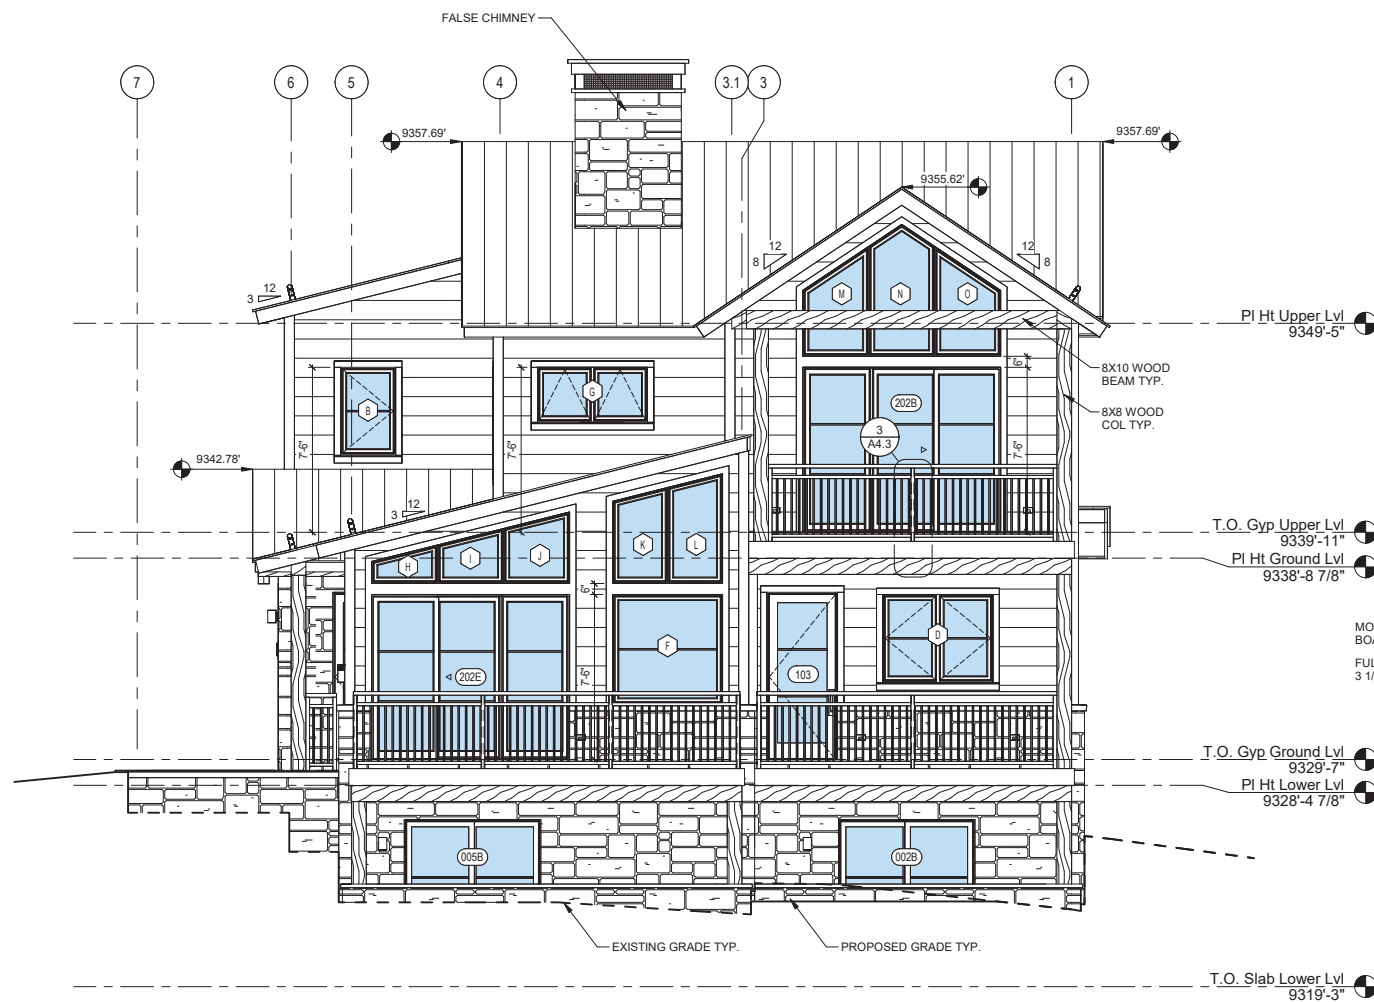 FALSE CHIMNEY
7
6
5
4
3.1
3
1
9357.69'
9357.69'
9355.62'
12
8
12
8
12
3
M
N
O
Pl Ht Upper Lvl
9349'-5"
8X10 WOOD
BEAM TYP.
8X8 WOOD
COL TYP.
6"
B
G
202B
3
A4.3
7'-6"
7'-6"
7'-6"
9342.78'
12
3
K
L
J
I
H
T.O. Gyp Upper Lvl
9339'-11"
Pl Ht Ground Lvl
9338'-8 7/8"
6"
F
D
7'-6"
202E
103
MO
BOA
FUL
3 1/
T.O. Gyp Ground Lvl
9329'-7"
Pl Ht Lower Lvl
9328'-4 7/8"
005B
002B
EXISTING GRADE TYP.
PROPOSED GRADE TYP.
T.O. Slab Lower Lvl
9319'-3"